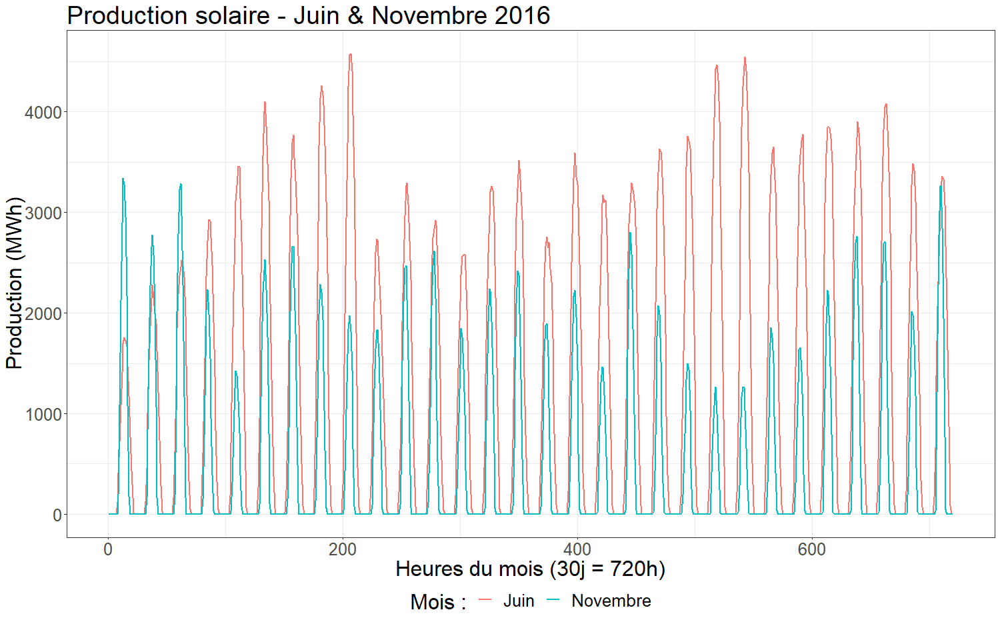 Production solaire - Juin & Novembre 2016
Production (MWh)
4000
3000
2000
1000
0
0 200 400 600
Heures du mois (30j = 720h)
Mois : Juin Novembre